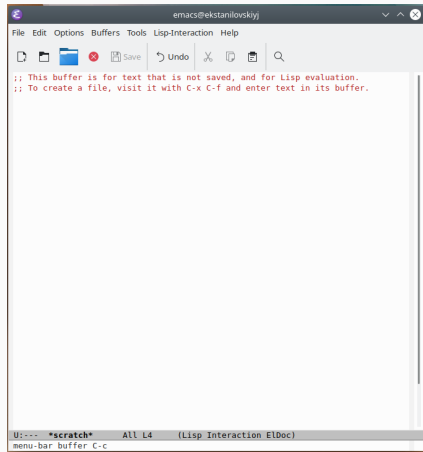 emacs@ekstanilovskiyj
File Edit Options Buffers Tools Lisp-Interaction Help
Save Undo
;; This buffer is for text that is not saved, and for Lisp evaluation.
;; To create a file, visit it with C-x C-f and enter text in its buffer.
U:--- *scratch* All L4 (Lisp Interaction ElDoc)
menu-bar buffer C-c